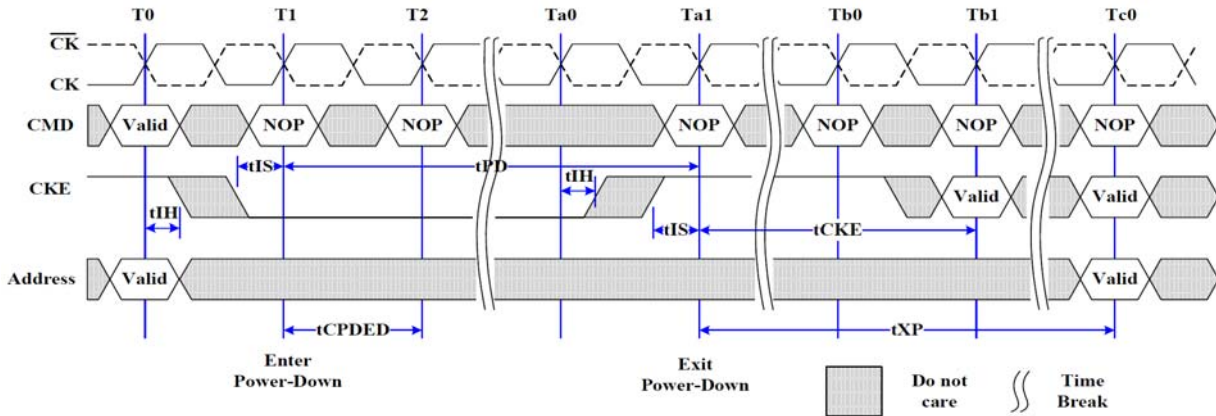 T0 T1 T2 Ta0 Ta1 Tb0 Tb1 Tc0
CK
CK
CMD Valid NOP NOP NOP NOP NOP NOP
tIS tPD
CKE tIH Valid Valid
tIH tIS tCKE
Address Valid Valid
tCPDED tXP
Enter
Power-Down
Exit
Power-Down
Do not
care
Time
Break